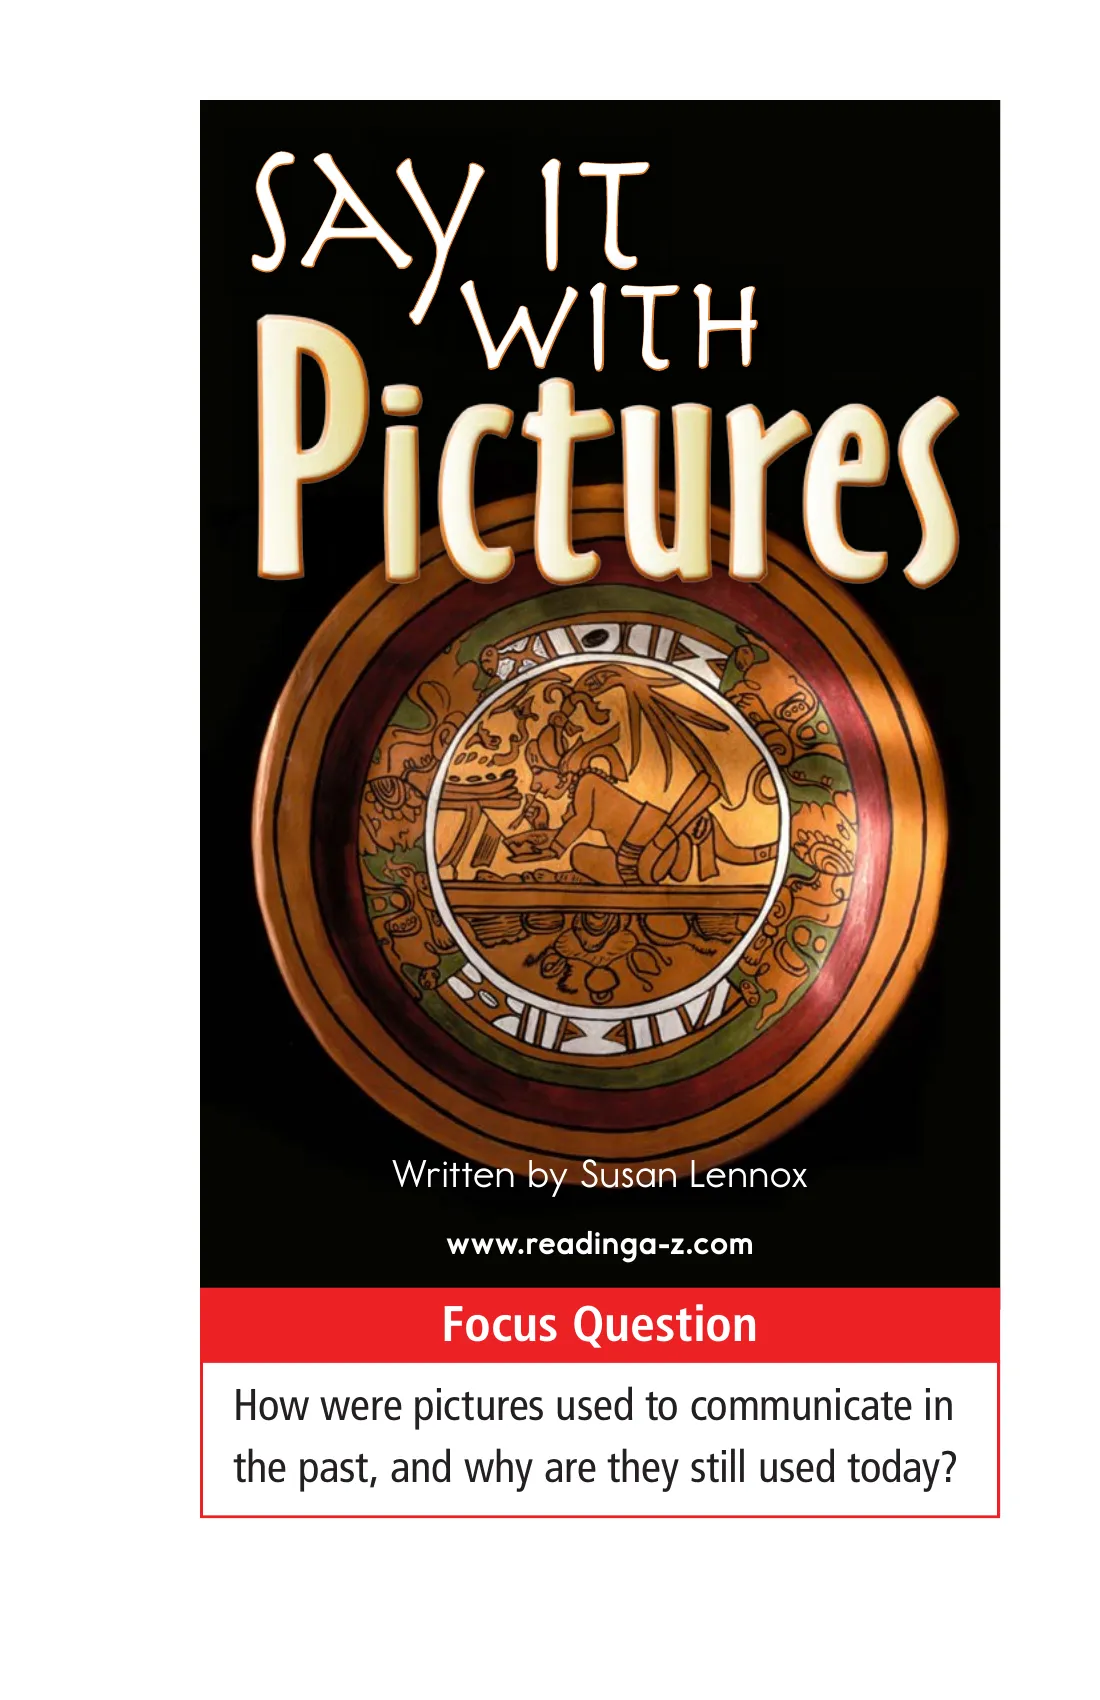 SAY IT
WITH
Pictures
Written by Susan Lennox
www.readinga-z.com
Focus Question
How were pictures used to communicate in
the past, and why are they still used today?